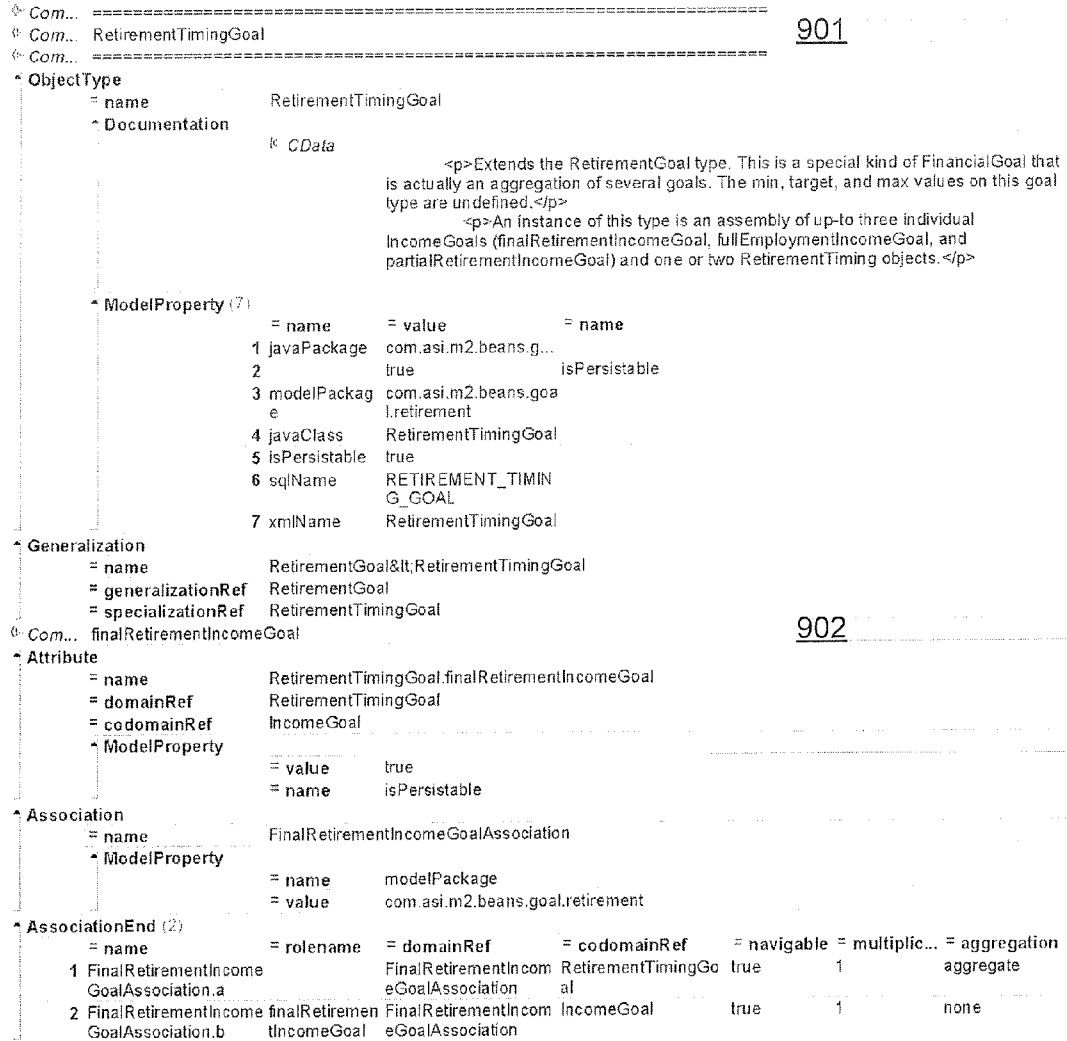 Com... ==================================================================
901
Com... RetirementTimingGoal
Com... ==================================================================
ObjectType
= name RetirementTimingGoal
Documentation
CData
<p>Extends the RetirementGoal type. This is a special kind of FinancialGoal that
is actually an aggregation of several goals. The min, target, and max values on this goal
type are undefined.</p>
<p>An instance of this type is an assembly of up-to three individual
IncomeGoals (finalRetirementIncomeGoal, fullEmploymentIncomeGoal, and
partialRetirementIncomeGoal) and one or two RetirementTiming objects.</p>
ModelProperty (7)
= name = value = name
1 javaPackage com.asi.m2.beans.g...
2 true isPersistable
3 modelPackag com.asi.m2.beans.goa
e l.retirement
4 javaClass RetirementTimingGoal
5 isPersistable true
6 sqlName RETIREMENT_TIMIN
G_GOAL
7 xmlName RetirementTimingGoal
Generalization
= name RetirementGoal&lt;RetirementTimingGoal
= generalizationRef RetirementGoal
= specializationRef RetirementTimingGoal
Com... finalRetirementIncomeGoal 902
Attribute
= name RetirementTimingGoal.finalRetirementIncomeGoal
= domainRef RetirementTimingGoal
= codomainRef IncomeGoal
ModelProperty
= value true
= name isPersistable
Association
= name FinalRetirementIncomeGoalAssociation
ModelProperty
= name modelPackage
= value com.asi.m2.beans.goal.retirement
AssociationEnd (2)
= name = rolename = domainRef = codomainRef = navigable = multiplic... = aggregation
1 FinalRetirementIncome FinalRetirementIncom RetirementTimingGo true 1 aggregate
GoalAssociation.a eGoalAssociation al
2 FinalRetirementIncome finalRetiremen FinalRetirementIncom IncomeGoal true 1 none
GoalAssociation.b tIncomeGoal eGoalAssociation